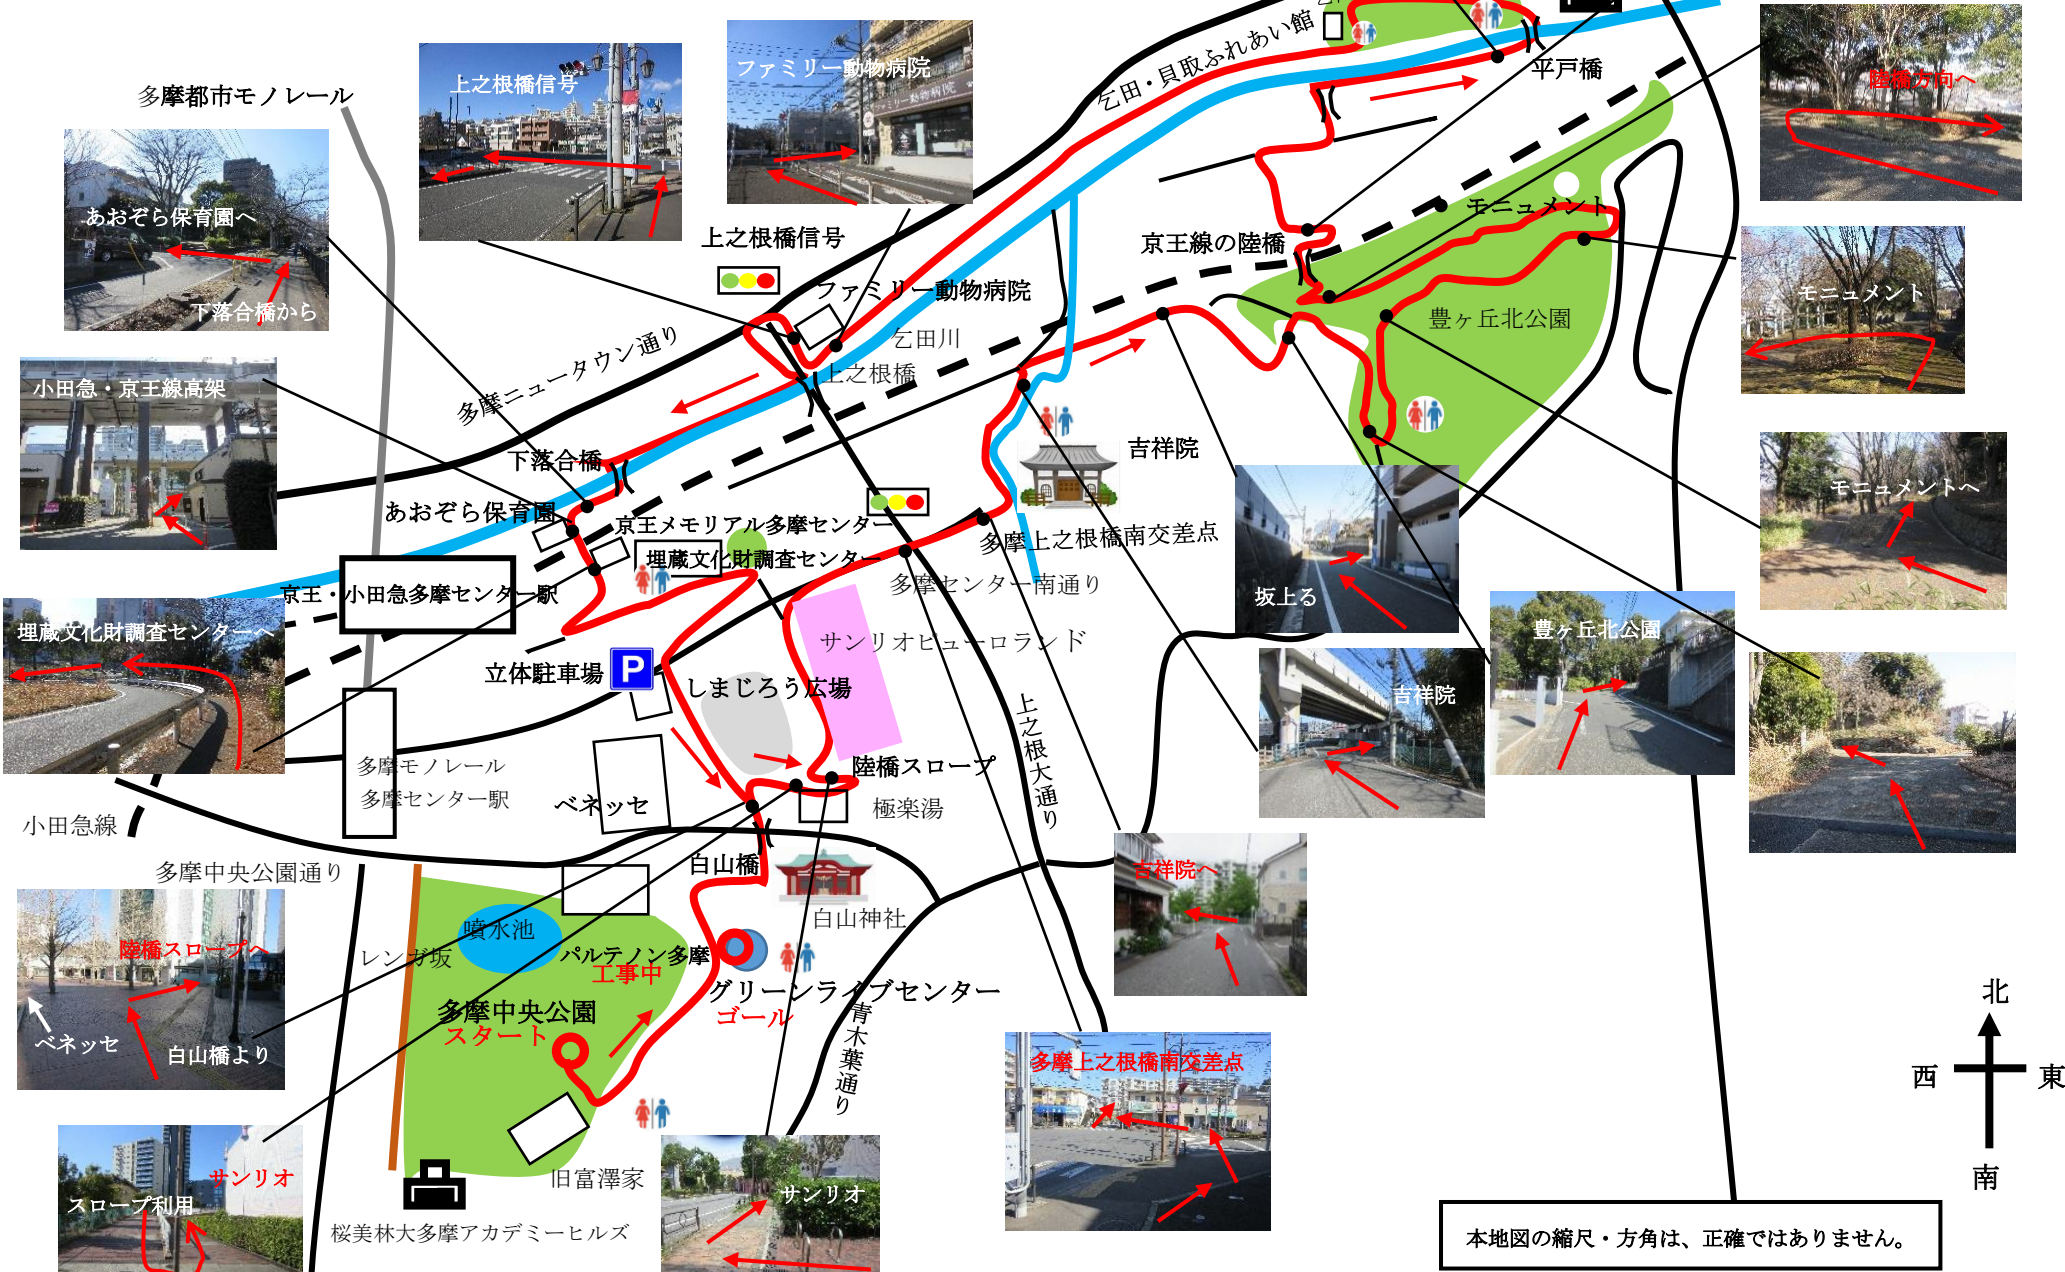 乞田・貝取ふれあい館
平戸橋
多摩都市モノレール
上之根橋信号
ファミリー動物病院
陸橋方向へ
あおぞら保育園へ
下落合橋から
上之根橋信号
ファミリー動物病院
京王線の陸橋
モニュメント
モニュメント
豊ヶ丘北公園
乞田川
上之根橋
多摩ニュータウン通り
小田急・京王線高架
下落合橋
吉祥院
あおぞら保育園
京王メモリアル多摩センター
埋蔵文化財調査センター
多摩上之根橋南交差点
多摩センター南通り
モニュメントへ
坂上る
京王・小田急多摩センター駅
埋蔵文化財調査センターへ
サンリオピューロランド
豊ヶ丘北公園
吉祥院
立体駐車場
P
しまじろう広場
上之根大通り
陸橋スロープ
多摩モノレール
多摩センター駅
ベネッセ
極楽湯
小田急線
多摩中央公園通り
白山橋
吉祥院へ
白山神社
噴水池
レンガ坂
パルテノン多摩
工事中
陸橋スロープへ
ベネッセ
白山橋より
グリーンライブセンター
ゴール
多摩中央公園
スタート
青木葉通り
多摩上之根橋南交差点
北
西
東
南
サンリオ
スロープ利用
旧富澤家
サンリオ
桜美林大多摩アカデミーヒルズ
本地図の縮尺・方角は、正確ではありません。